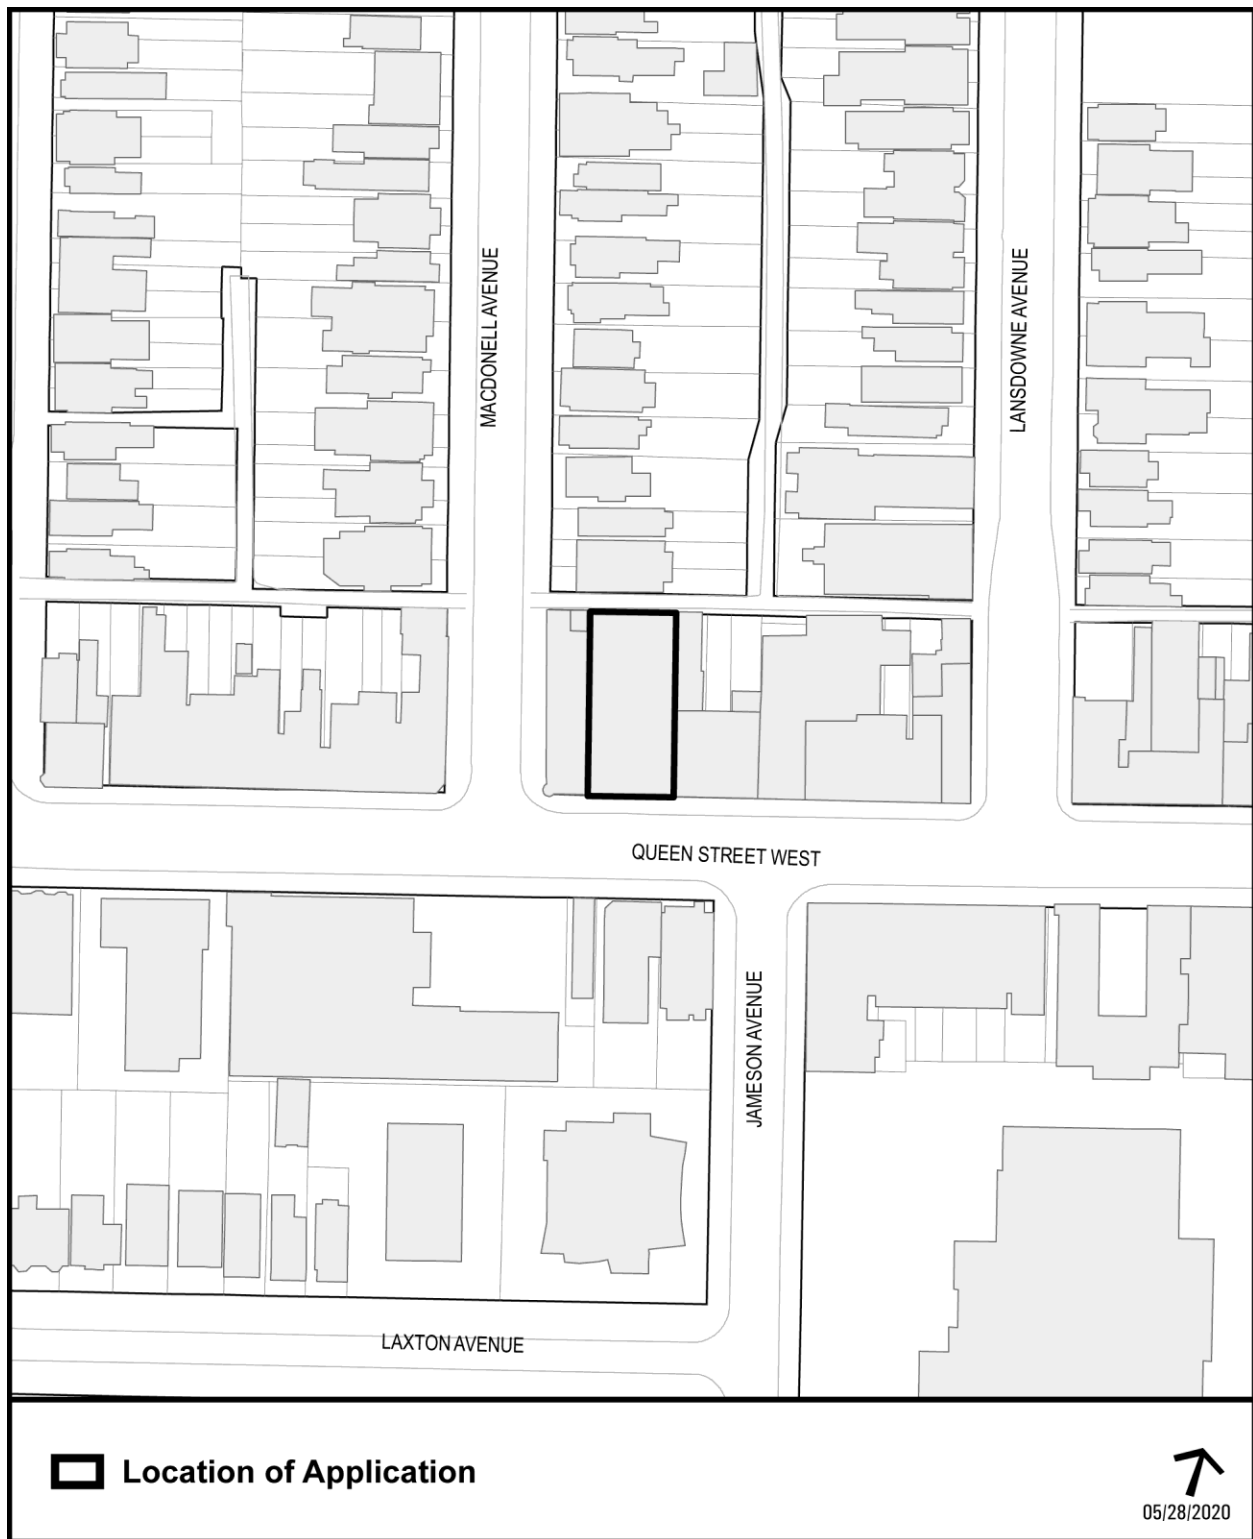 MACDONELL AVENUE
LANSDOWNE AVENUE
QUEEN STREET WEST
JAMESON AVENUE
LAXTON AVENUE
Location of Application
05/28/2020